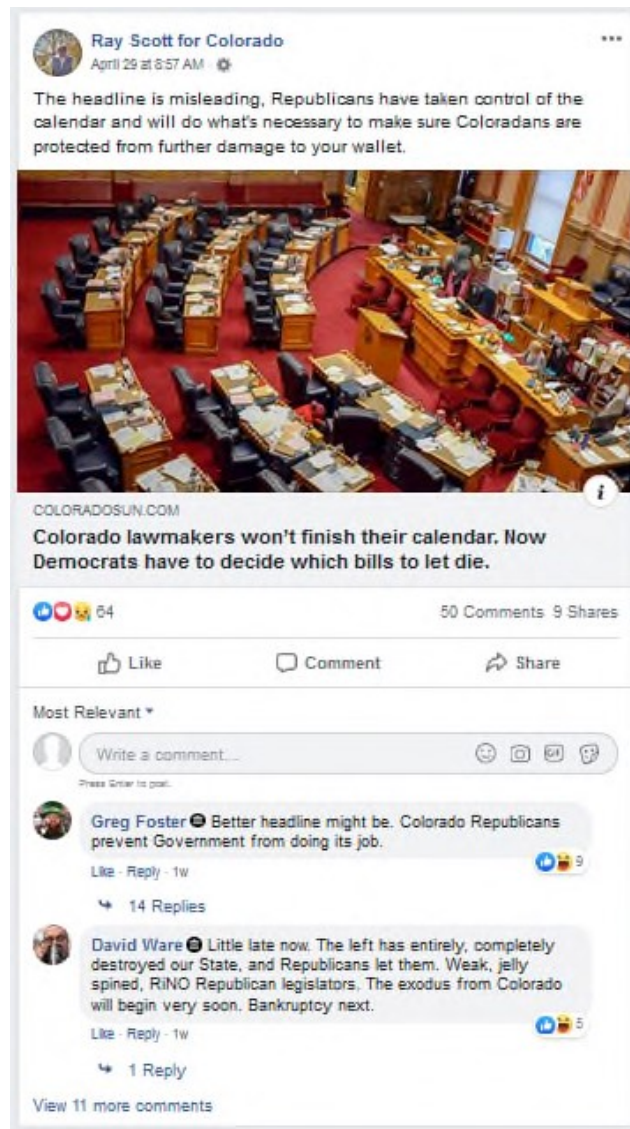 Ray Scott for Colorado
April 29 at 8:57 AM ·
The headline is misleading, Republicans have taken control of the
calendar and will do what's necessary to make sure Coloradans are
protected from further damage to your wallet.
i
COLORADOSUN.COM
Colorado lawmakers won't finish their calendar. Now
Democrats have to decide which bills to let die.
64
50 Comments 9 Shares
Like
Comment
Share
Most Relevant
Write a comment...
GIF
Press Enter to post.
Greg Foster Better headline might be. Colorado Republicans
prevent Government from doing its job.
9
Like · Reply · 1w
14 Replies
David Ware Little late now. The left has entirely, completely
destroyed our State, and Republicans let them. Weak, jelly
spined, RiNO Republican legislators. The exodus from Colorado
will begin very soon. Bankruptcy next.
5
Like · Reply · 1w
1 Reply
View 11 more comments